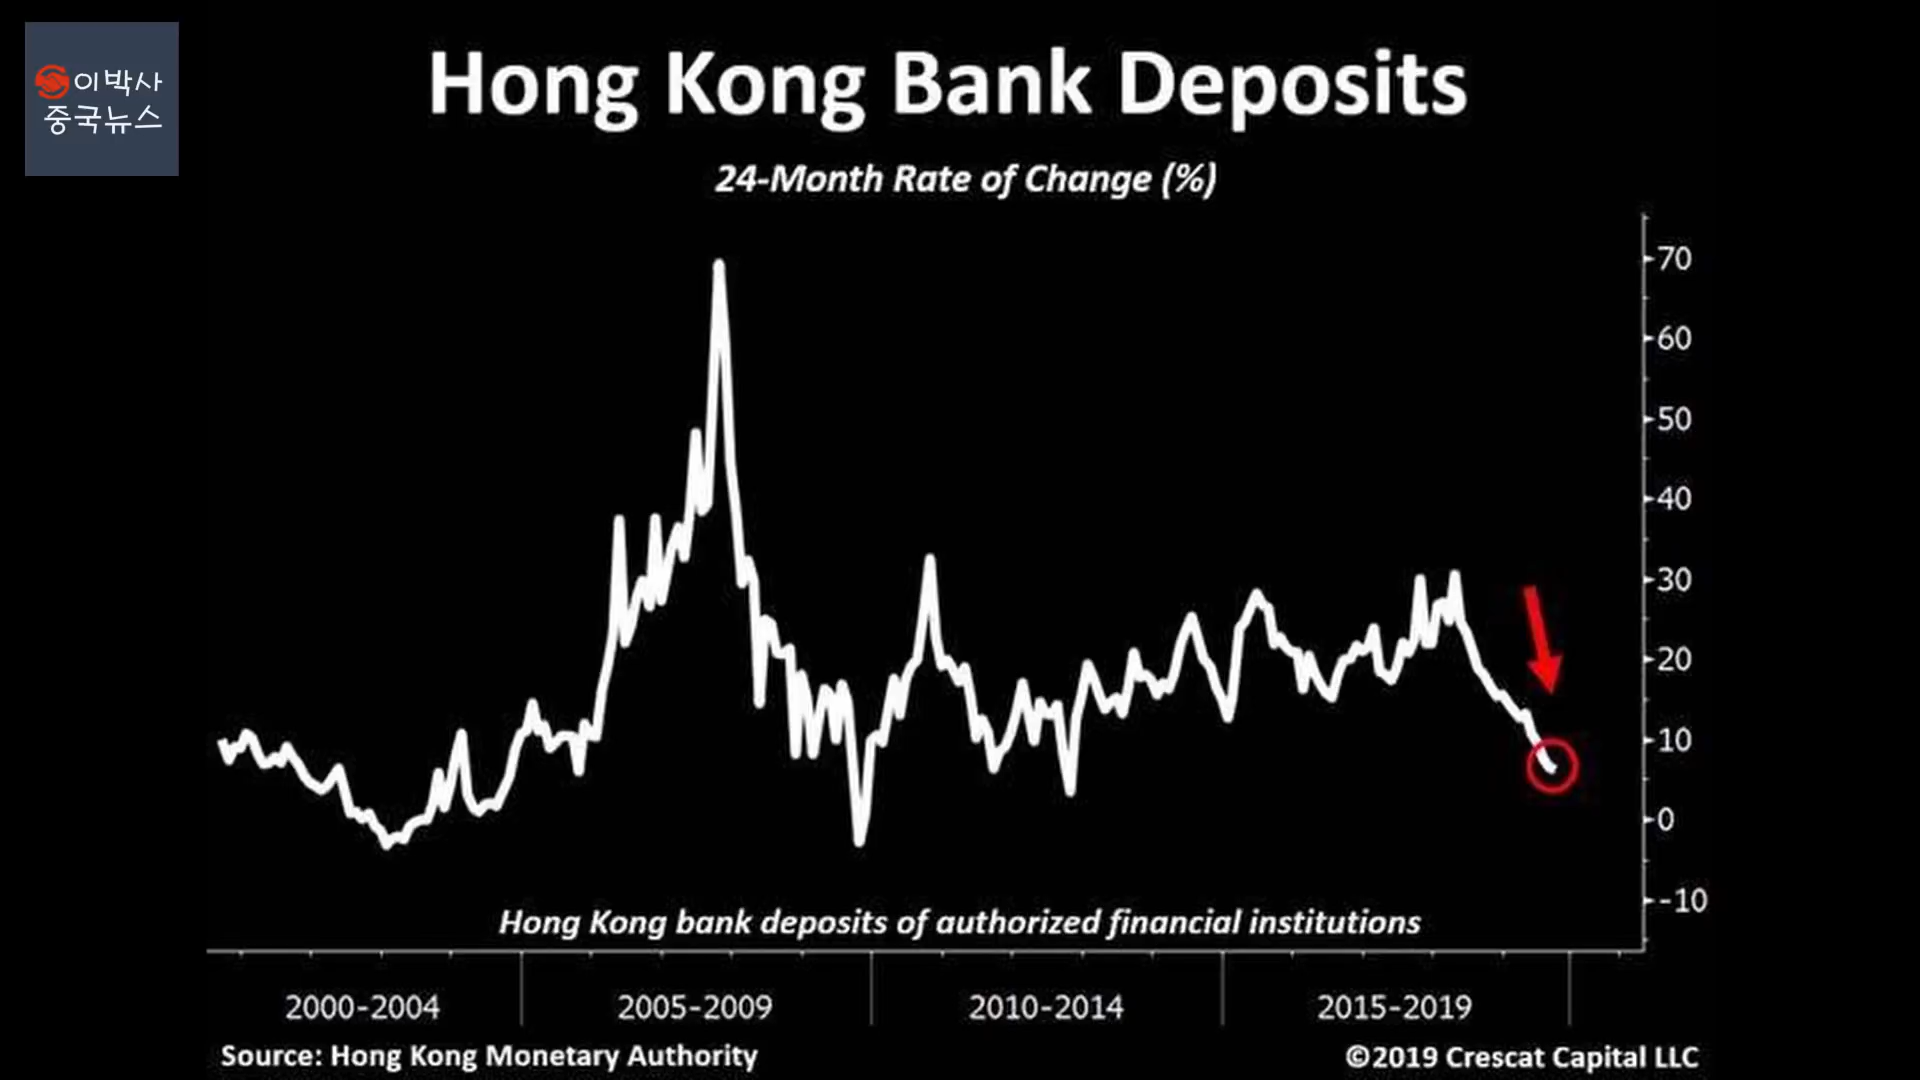 이박사
중국뉴스
Hong Kong Bank Deposits
24-Month Rate of Change (%)
70
60
50
40
30
20
10
0
-10
Hong Kong bank deposits of authorized financial institutions
2000-2004 2005-2009 2010-2014 2015-2019
Source: Hong Kong Monetary Authority ©2019 Crescat Capital LLC